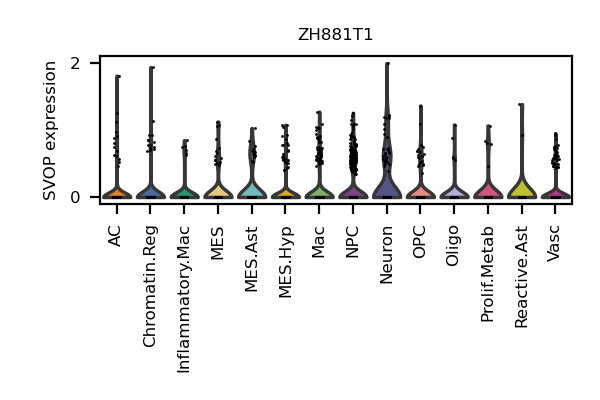 ZH881T1
SVOP expression
2
0
AC
Chromatin.Reg
Inflammatory.Mac
MES
MES.Ast
MES.Hyp
Mac
NPC
Neuron
OPC
Oligo
Prolif.Metab
Reactive.Ast
Vasc